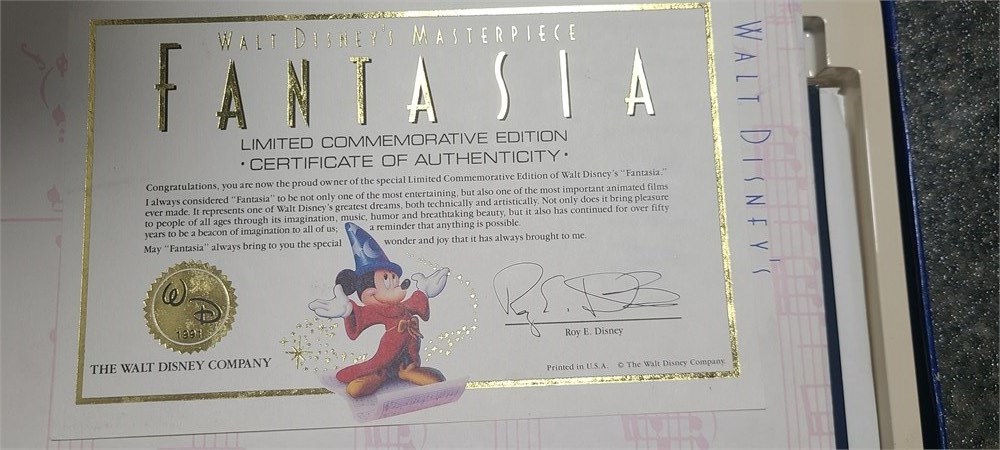 WALT DISNEY'S MASTERPIECE
FANTASIA
LIMITED COMMEMORATIVE EDITION
· CERTIFICATE OF AUTHENTICITY ·
Congratulations, you are now the proud owner of the special Limited Commemorative Edition of Walt Disney's "Fantasia."
I always considered "Fantasia" to be not only one of the most entertaining, but also one of the most important animated films
ever made. It represents one of Walt Disney's greatest dreams, both technically and artistically. Not only does it bring pleasure
to people of all ages through its imagination, music, humor and breathtaking beauty, but it also has continued for over fifty
years to be a beacon of imagination to all of us; a reminder that anything is possible.
May "Fantasia" always bring to you the special wonder and joy that it has always brought to me.
WD
1991
THE WALT DISNEY COMPANY
Roy E. Disney
Roy E. Disney
Printed in U.S.A. © The Walt Disney Company
WALT DISNEY'S